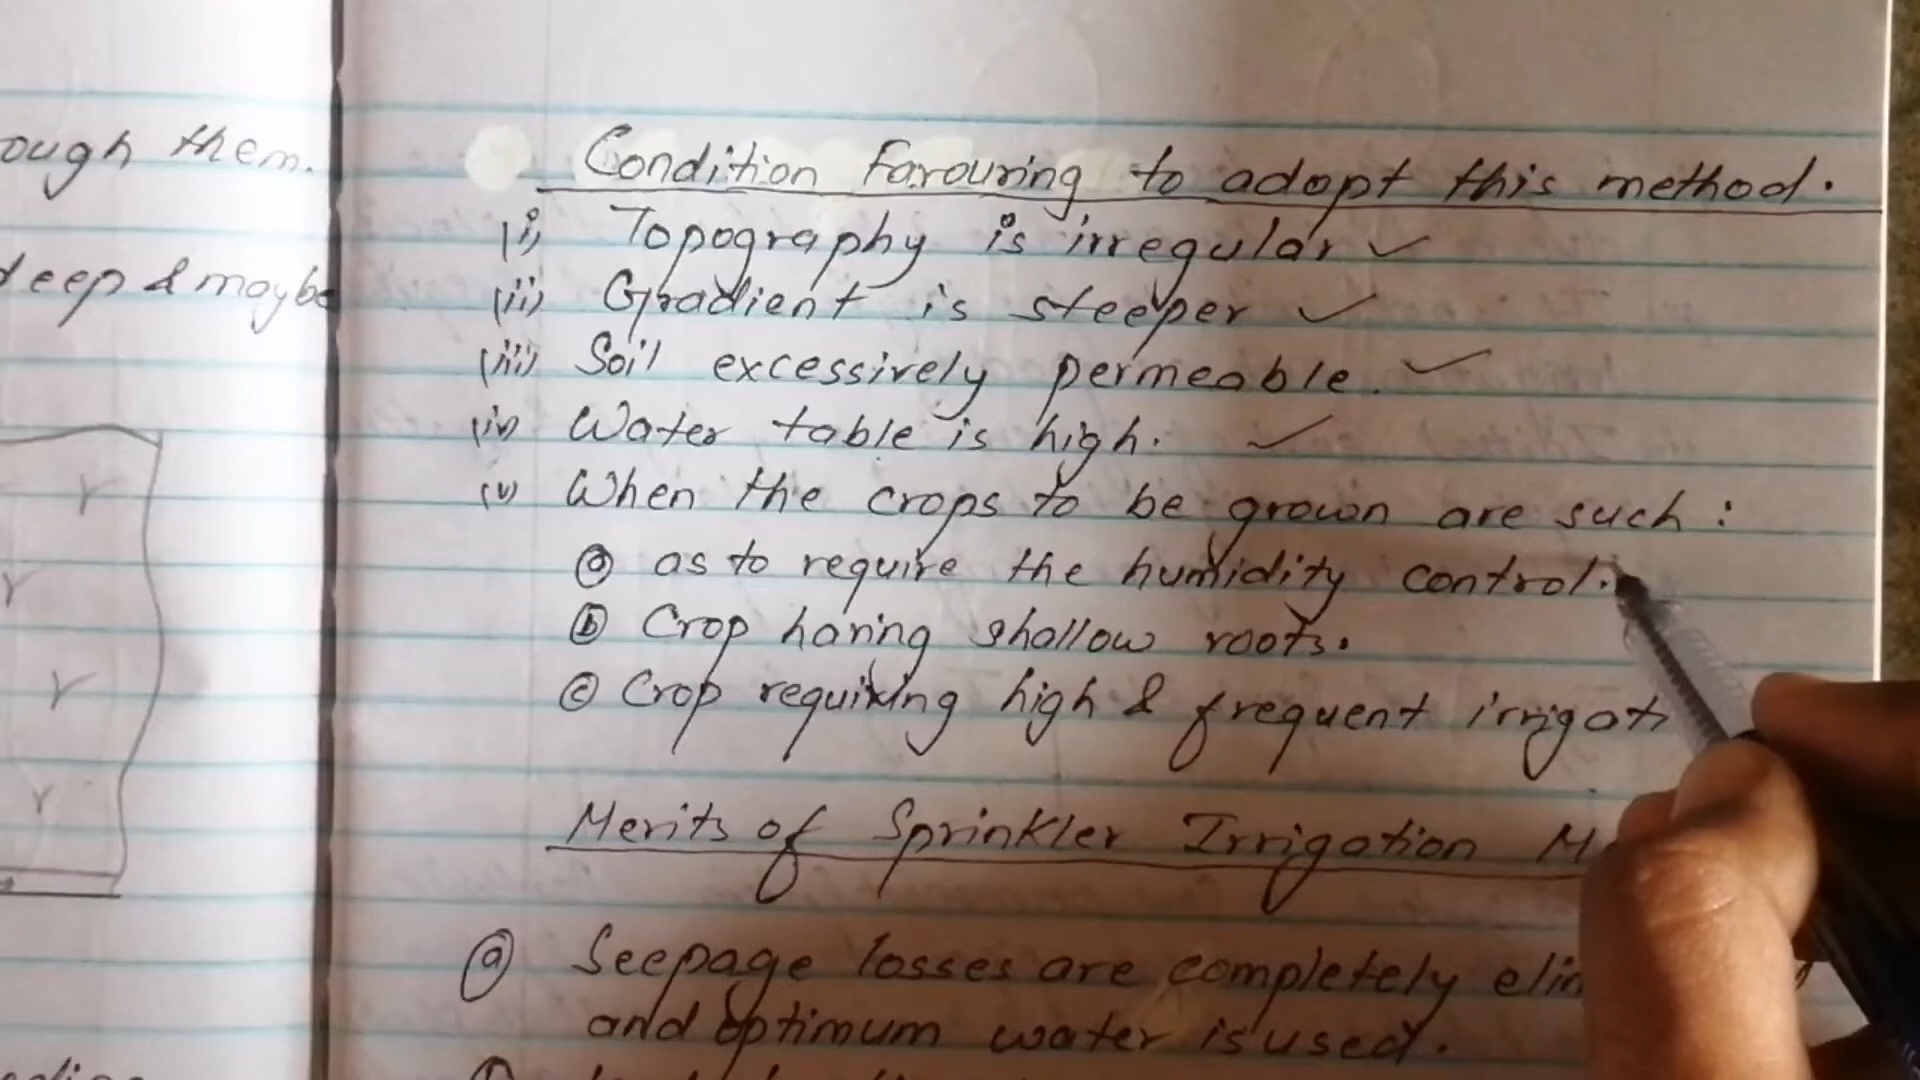 ough them.
deep & maybe
r
r
r
r
Condition Favouring to adopt this method.
(i) Topography is irregular ✓
(ii) Gradient is steeper ✓
(iii) Soil excessively permeable. ✓
(iv) Water table is high. ✓
(v) When the crops to be grown are such :
(a) as to require the humidity control.
(b) Crop having shallow roots.
(c) Crop requiring high & frequent irrigati
Merits of Sprinkler Irrigation M
(a) Seepage losses are completely elim
and optimum water is used.